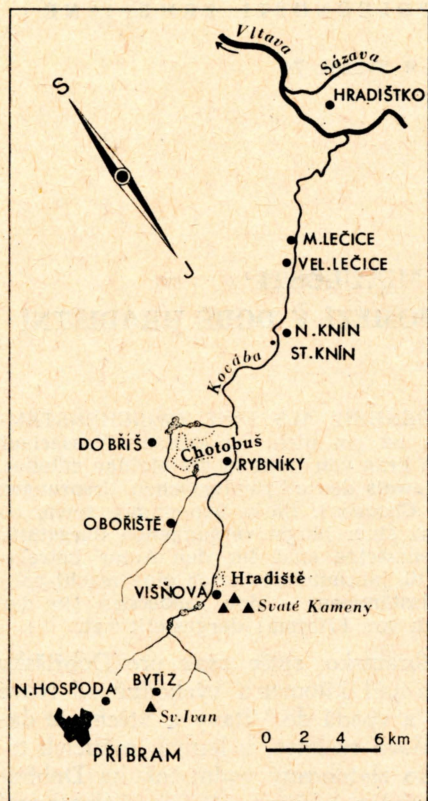 Vltava
Sázava
HRADIŠTKO
S
J
M.LEČICE
VEL.LEČICE
N.KNÍN
ST.KNÍN
Kocába
DOBŘÍŠ
Chotobuš
RYBNÍKY
OBOŘIŠTĚ
Hradiště
VIŠŇOVÁ
Svaté Kameny
BYTÍZ
N.HOSPODA
Sv.Ivan
PŘÍBRAM
0 2 4 6 km